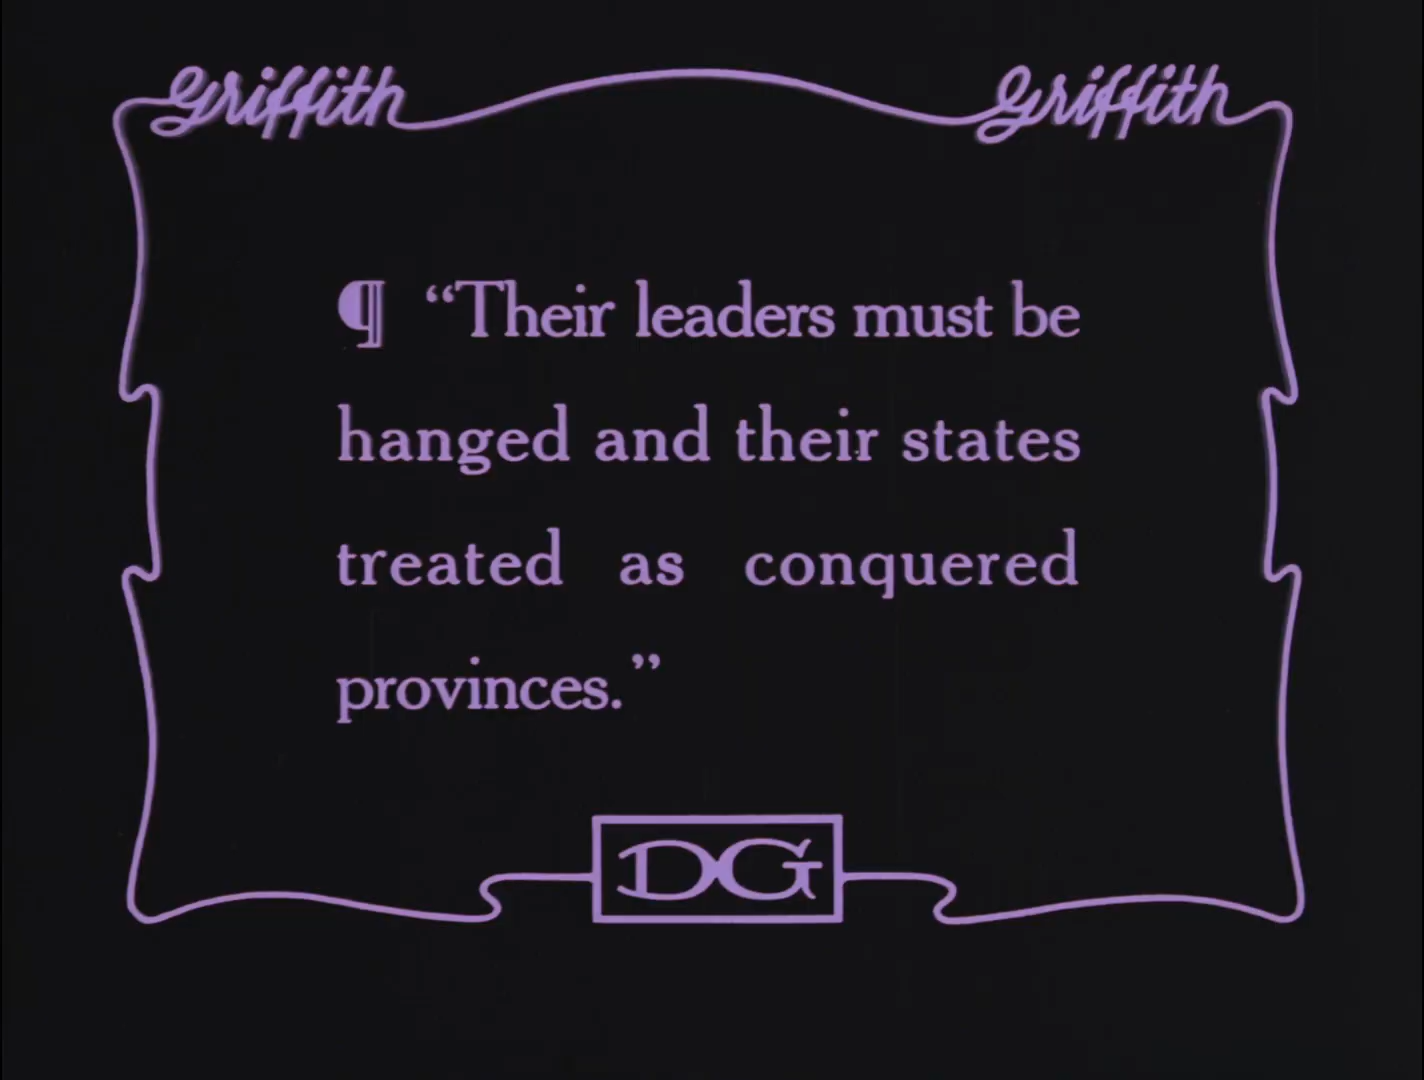 Griffith Griffith
¶ “Their leaders must be
hanged and their states
treated as conquered
provinces.”
DG